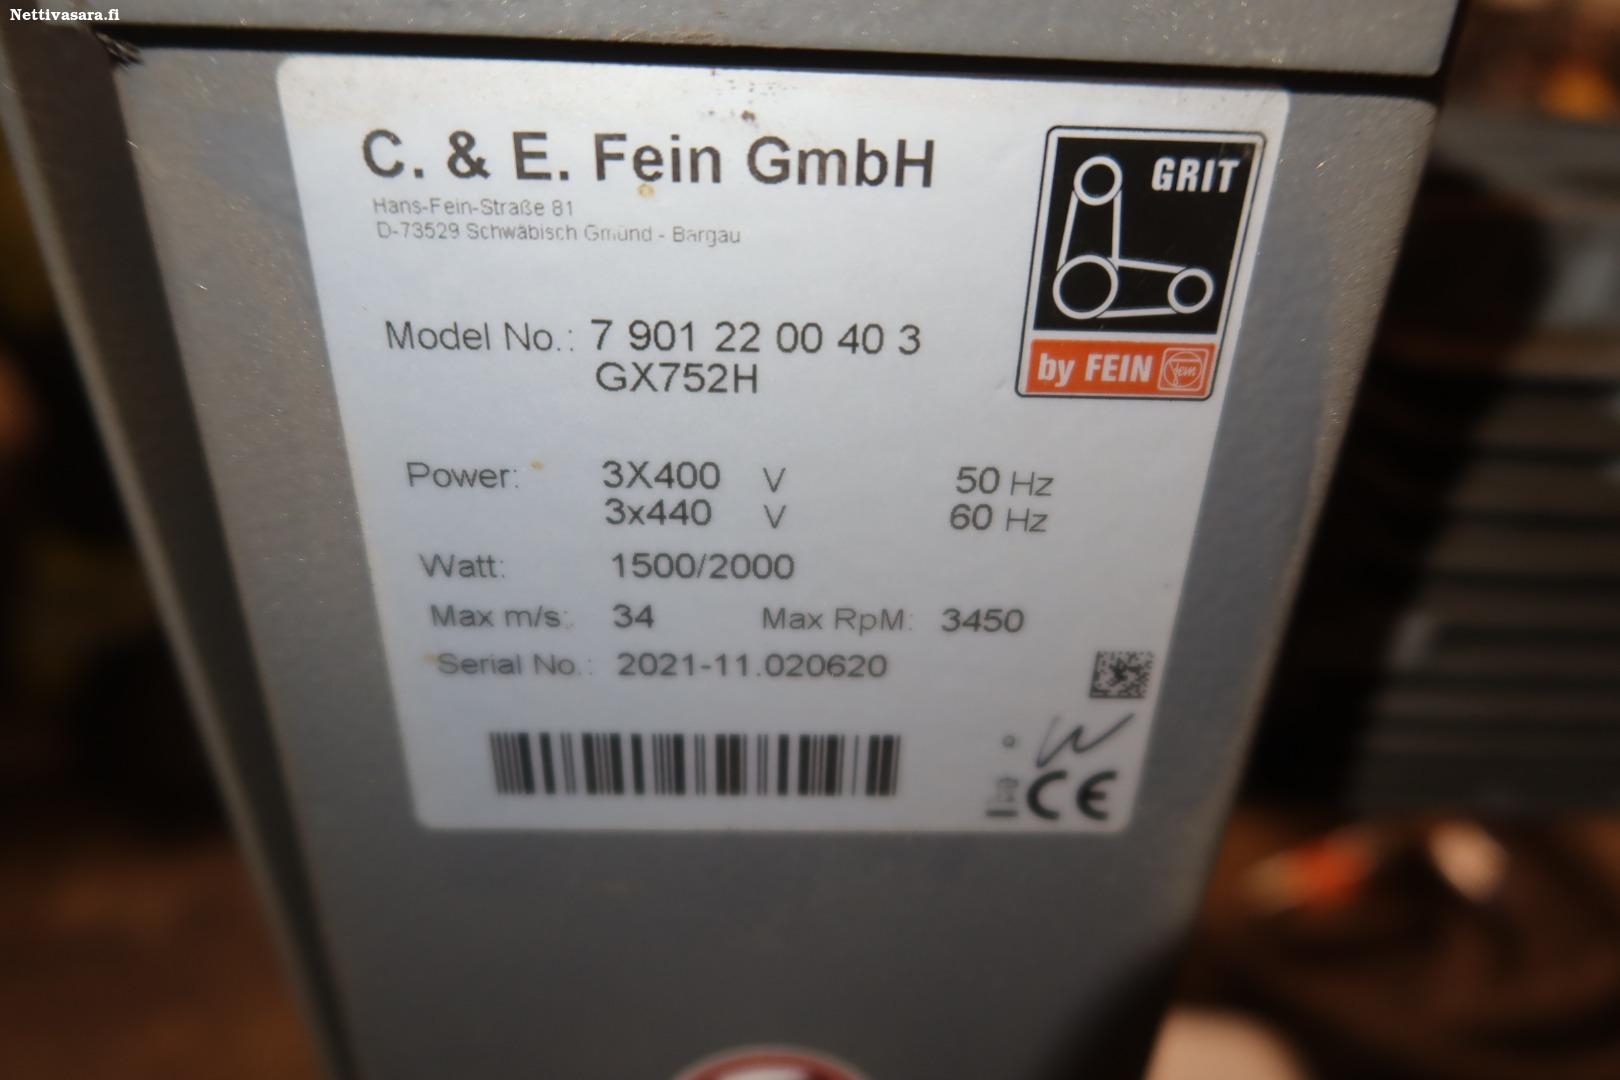 Nettivasara.fi
C. & E. Fein GmbH
Hans-Fein-Straße 81
D-73529 Schwäbisch Gmünd - Bargau
GRIT
by FEIN
Fein
Model No.: 7 901 22 00 40 3
GX752H
Power: 3X400 V 50 Hz
3x440 V 60 Hz
Watt: 1500/2000
Max m/s: 34 Max RpM: 3450
Serial No.: 2021-11.020620
CE